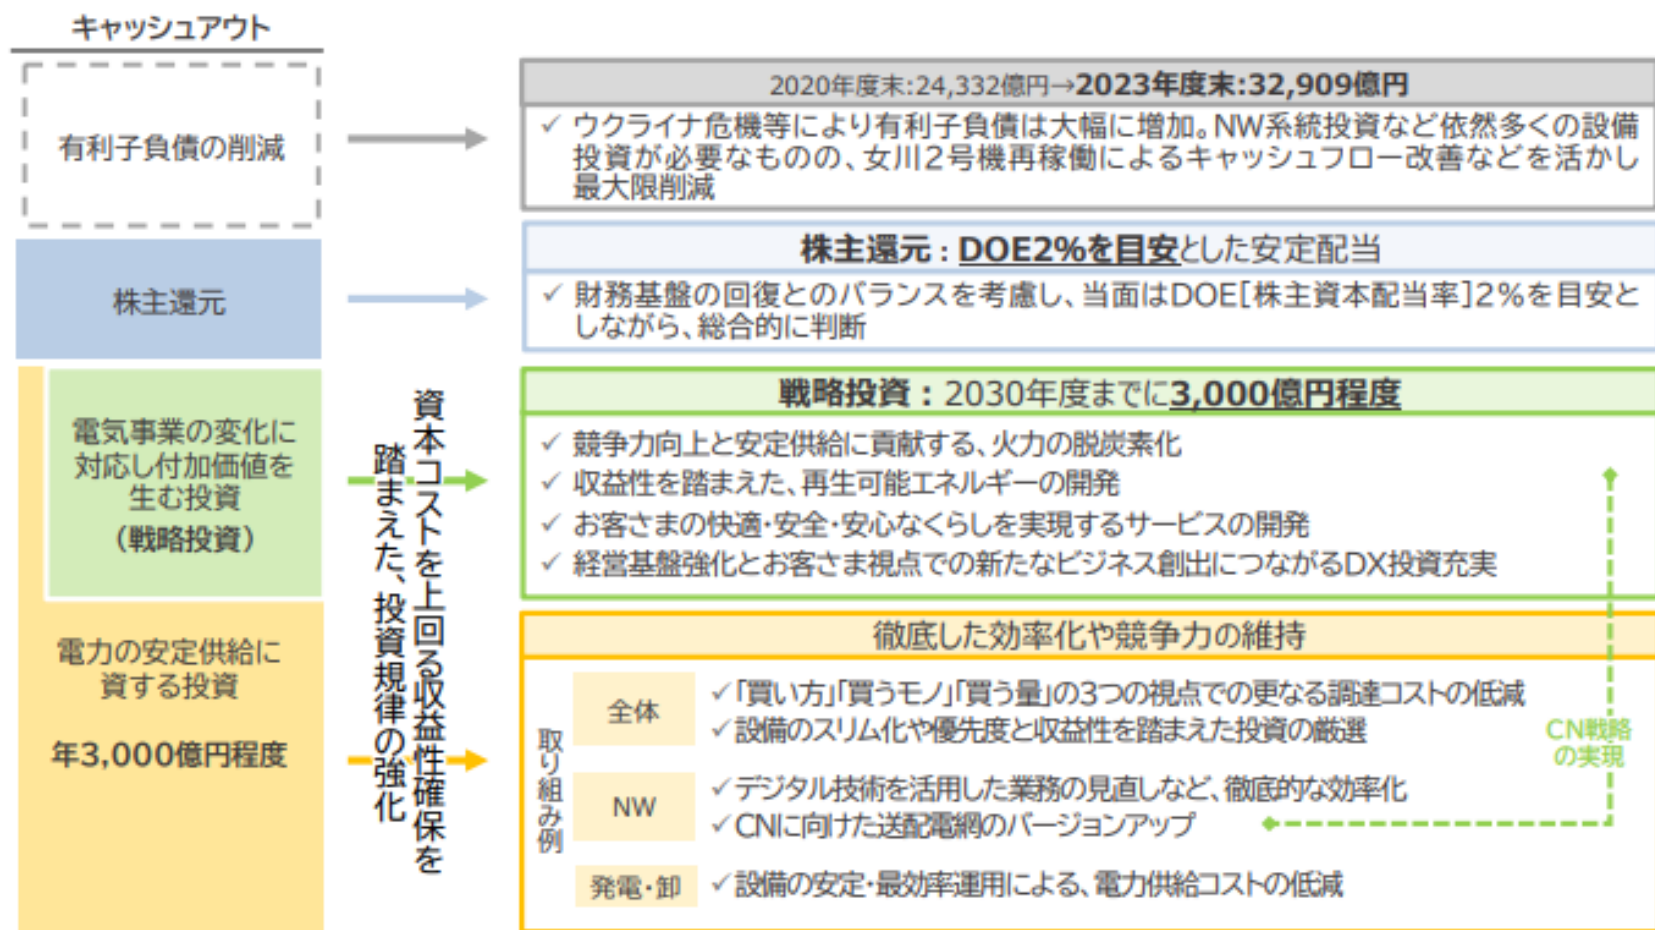 キャッシュアウト
有利子負債の削減
2020年度末:24,332億円→2023年度末:32,909億円
✓ ウクライナ危機等により有利子負債は大幅に増加。NW系統投資など依然多くの設備
投資が必要なものの、女川2号機再稼働によるキャッシュフロー改善などを活かし
最大限削減
株主還元
株主還元：DOE2%を目安とした安定配当
✓ 財務基盤の回復とのバランスを考慮し、当面はDOE[株主資本配当率]2%を目安と
しながら、総合的に判断
電気事業の変化に
対応し付加価値を
生む投資
（戦略投資）
電力の安定供給に
資する投資
年3,000億円程度
資本コストを上回る収益性確保を
踏まえた、投資規律の強化
戦略投資：2030年度までに3,000億円程度
✓ 競争力向上と安定供給に貢献する、火力の脱炭素化
✓ 収益性を踏まえた、再生可能エネルギーの開発
✓ お客さまの快適・安全・安心なくらしを実現するサービスの開発
✓ 経営基盤強化とお客さま視点での新たなビジネス創出につながるDX投資充実
徹底した効率化や競争力の維持
取り組み例
全体
✓「買い方」「買うモノ」「買う量」の3つの視点での更なる調達コストの低減
✓設備のスリム化や優先度と収益性を踏まえた投資の厳選
NW
✓デジタル技術を活用した業務の見直しなど、徹底的な効率化
✓CNに向けた送配電網のバージョンアップ
発電・卸
✓設備の安定・最効率運用による、電力供給コストの低減
CN戦略
の実現